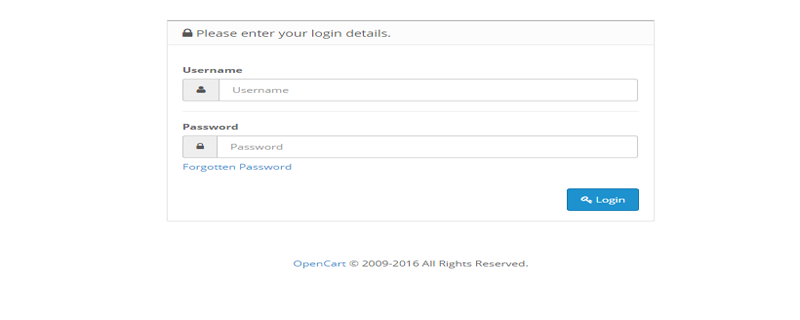 Please enter your login details.
Username
Username
Password
Password
Forgotten Password
Login
OpenCart © 2009-2016 All Rights Reserved.